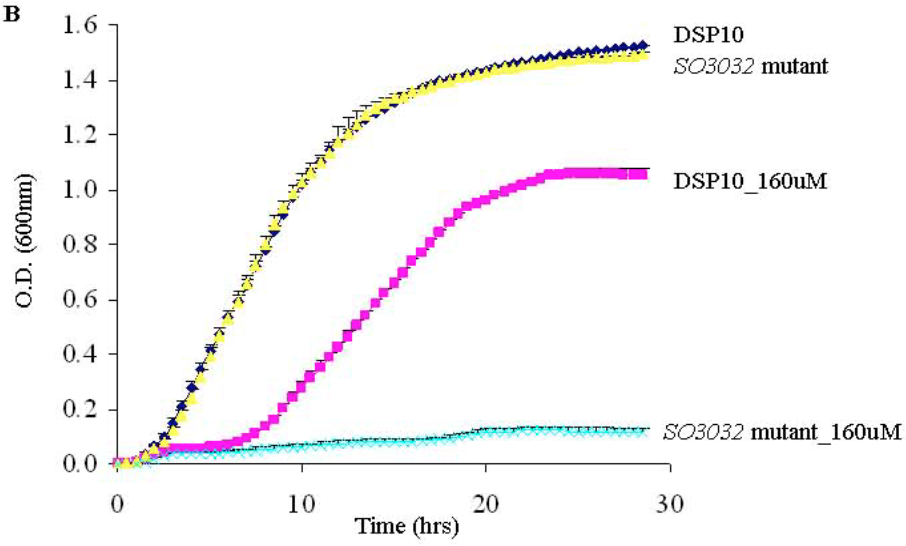 B
1.6
1.4
1.2
1.0
0.8
0.6
0.4
0.2
0.0
O.D. (600nm)
0 10 20 30
Time (hrs)
DSP10
SO3032 mutant
DSP10_160uM
SO3032 mutant_160uM